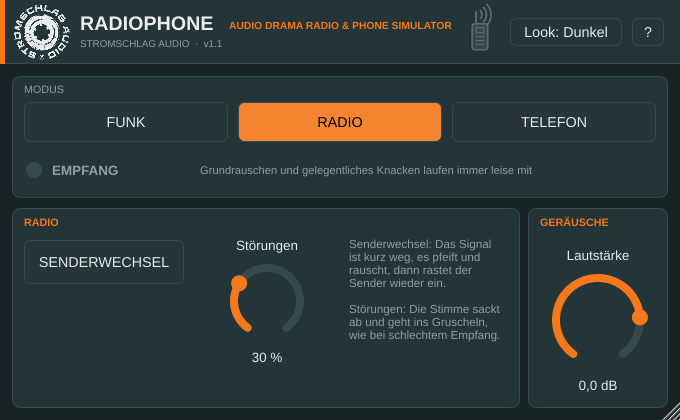 STROMSCHLAG AUDIO
RADIOPHONE
AUDIO DRAMA RADIO & PHONE SIMULATOR
STROMSCHLAG AUDIO · v1.1
Look: Dunkel
?
MODUS
FUNK
RADIO
TELEFON
EMPFANG
Grundrauschen und gelegentliches Knacken laufen immer leise mit
RADIO
SENDERWECHSEL
Störungen
30 %
Senderwechsel: Das Signal
ist kurz weg, es pfeift und
rauscht, dann rastet der
Sender wieder ein.
Störungen: Die Stimme sackt
ab und geht ins Gruscheln,
wie bei schlechtem Empfang.
GERÄUSCHE
Lautstärke
0,0 dB